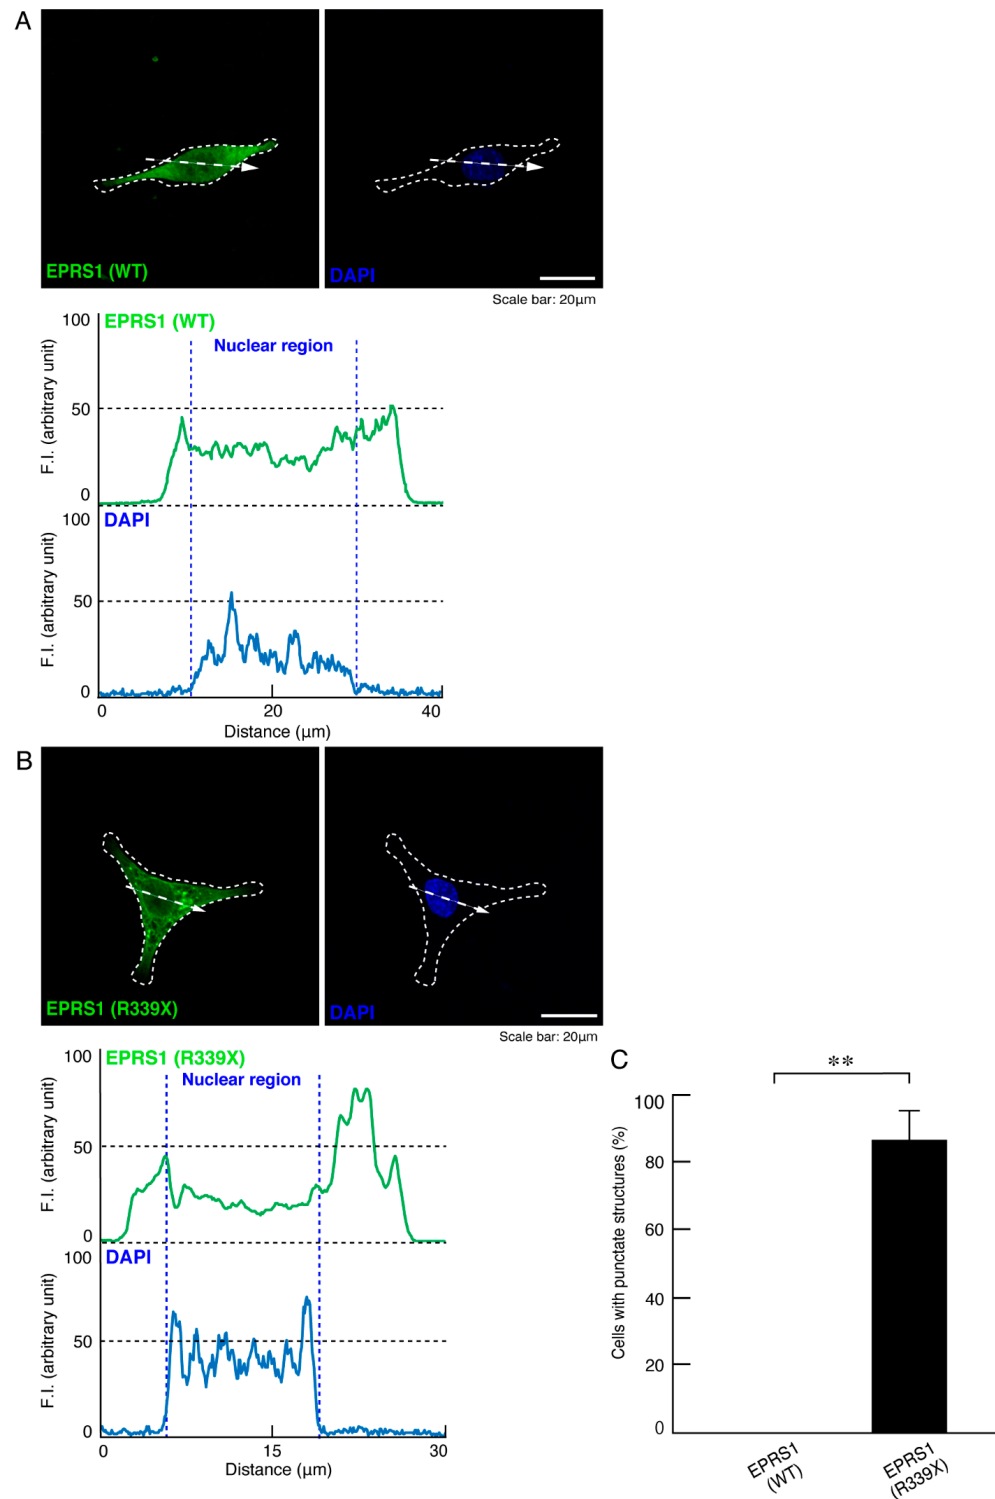 A
EPRS1 (WT)
DAPI
Scale bar: 20µm
100
EPRS1 (WT)
Nuclear region
F.I. (arbitrary unit)
50
0
100
DAPI
F.I. (arbitrary unit)
50
0
0
20
40
Distance (µm)
B
EPRS1 (R339X)
DAPI
Scale bar: 20µm
100
EPRS1 (R339X)
Nuclear region
F.I. (arbitrary unit)
50
0
100
DAPI
F.I. (arbitrary unit)
50
0
0
15
30
Distance (µm)
C
**
Cells with punctate structures (%)
100
80
60
40
20
0
EPRS1
(WT)
EPRS1
(R339X)